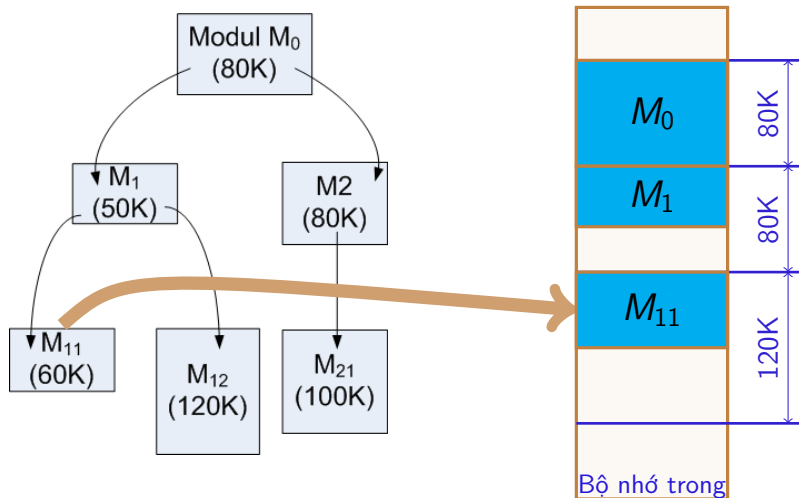 Modul M₀
(80K)
M₁
(50K)
M2
(80K)
M₁₁
(60K)
M₁₂
(120K)
M₂₁
(100K)
M₀
M₁
M₁₁
80K
80K
120K
Bộ nhớ trong